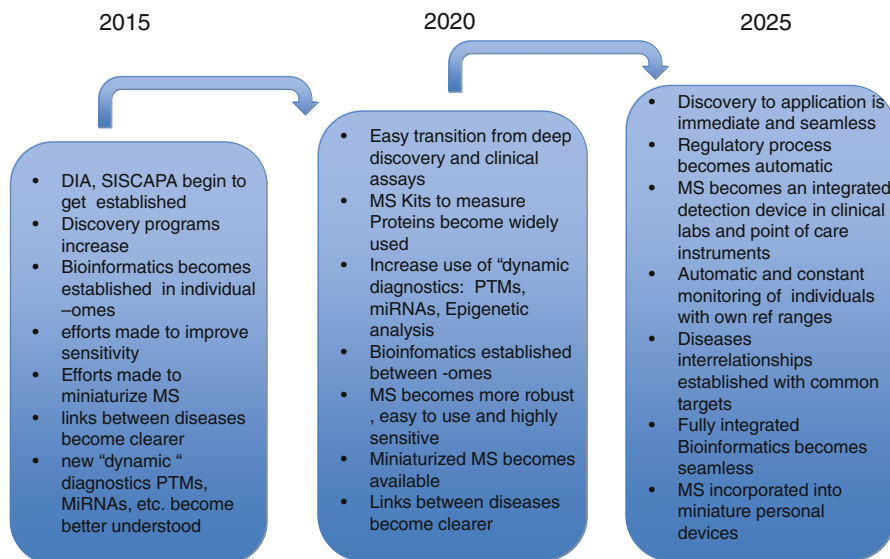 2015
2020
2025
• DIA, SISCAPA begin to
get established
• Discovery programs
increase
• Bioinformatics becomes
established in individual
–omes
• efforts made to improve
sensitivity
• Efforts made to
miniaturize MS
• links between diseases
become clearer
• new “dynamic “
diagnostics PTMs,
MiRNAs, etc. become
better understood
• Easy transition from deep
discovery and clinical
assays
• MS Kits to measure
Proteins become widely
used
• Increase use of “dynamic
diagnostics: PTMs,
miRNAs, Epigenetic
analysis
• Bioinfomatics established
between -omes
• MS becomes more robust
, easy to use and highly
sensitive
• Miniaturized MS becomes
available
• Links between diseases
become clearer
• Discovery to application is
immediate and seamless
• Regulatory process
becomes automatic
• MS becomes an integrated
detection device in clinical
labs and point of care
instruments
• Automatic and constant
monitoring of individuals
with own ref ranges
• Diseases
interrelationships
established with common
targets
• Fully integrated
Bioinformatics becomes
seamless
• MS incorporated into
miniature personal
devices